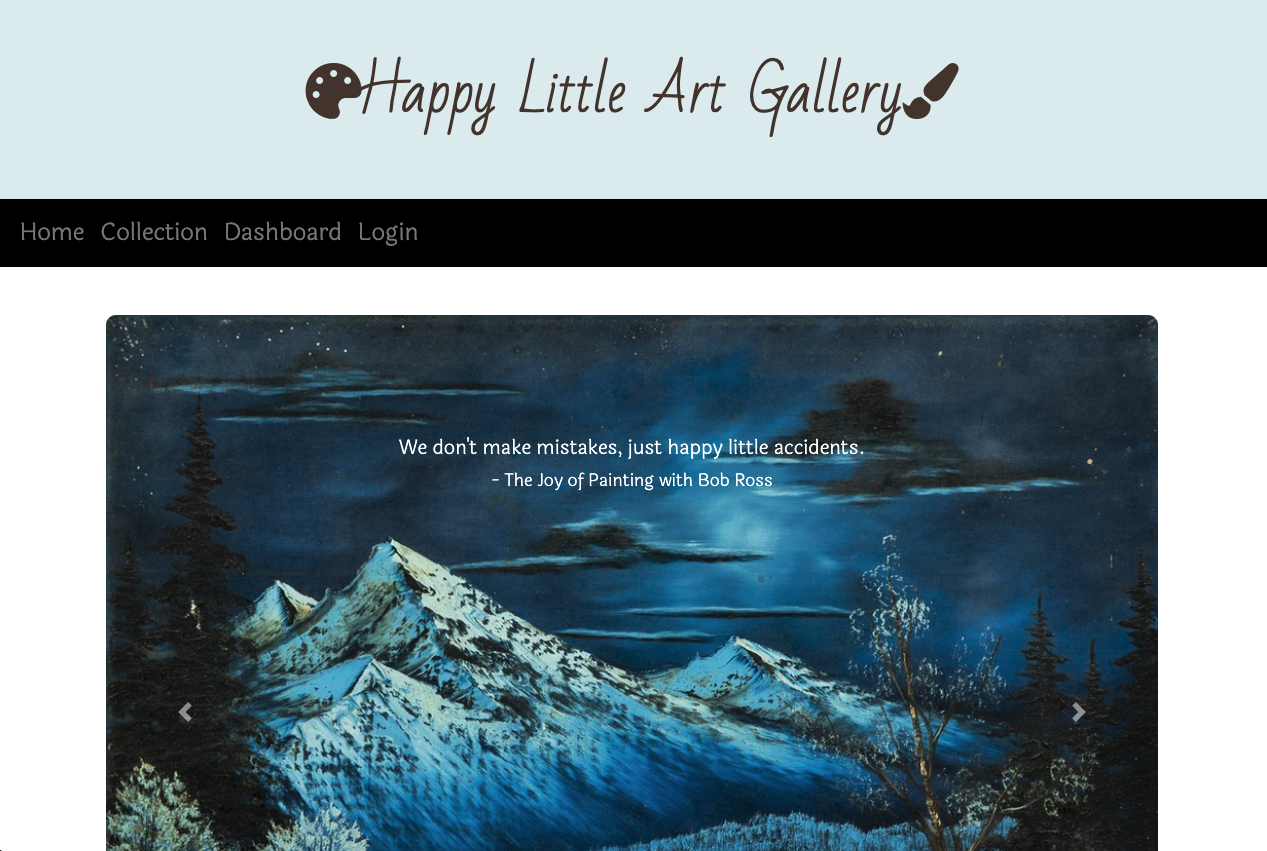 Happy Little Art Gallery
Home Collection Dashboard Login
We don't make mistakes, just happy little accidents.
- The Joy of Painting with Bob Ross